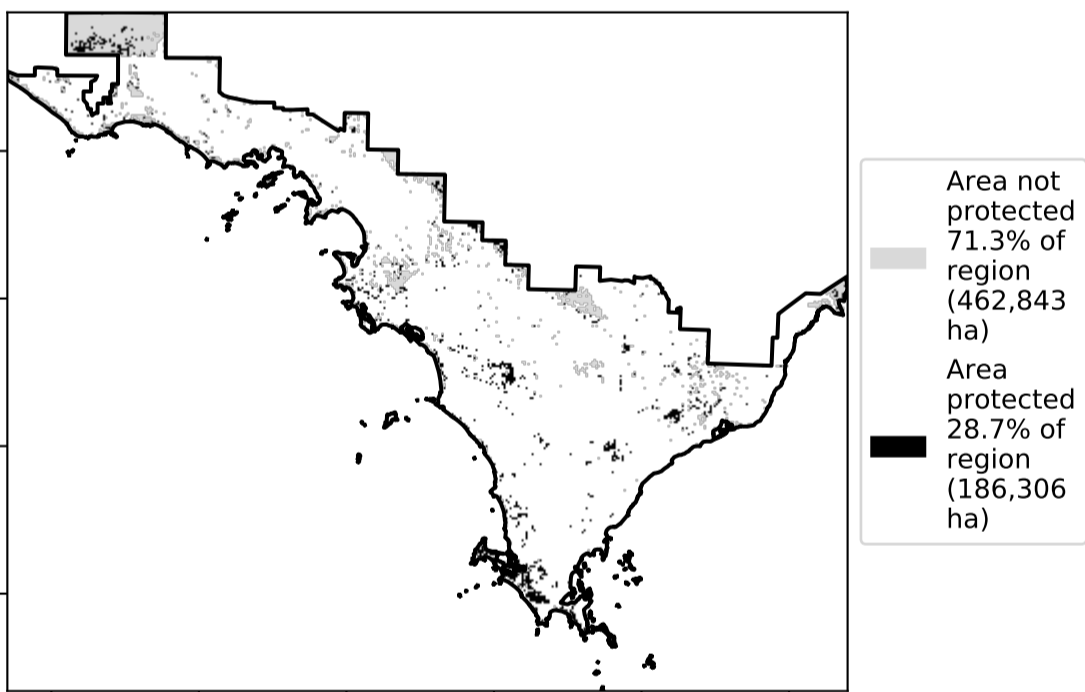 Area not
protected
71.3% of
region
(462,843
ha)
Area
protected
28.7% of
region
(186,306
ha)